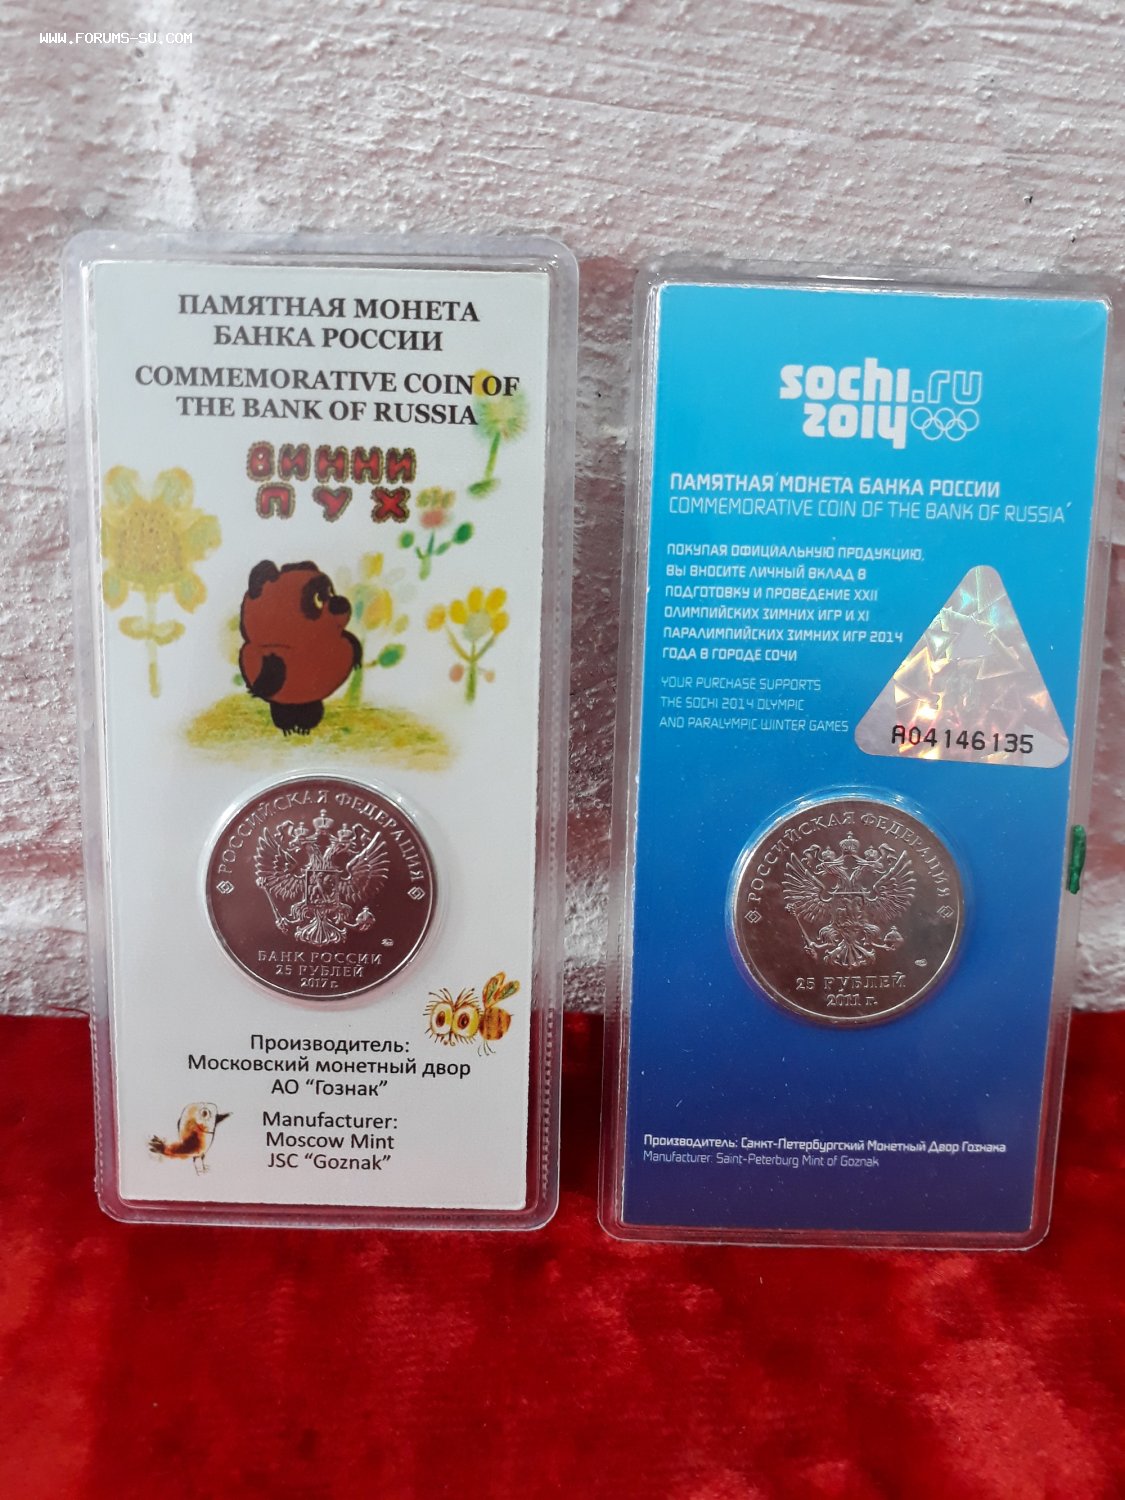 WWW.FORUMS-SU.COM
ПАМЯТНАЯ МОНЕТА
БАНКА РОССИИ
COMMEMORATIVE COIN OF
THE BANK OF RUSSIA
ВИННИ
ПУХ
РОССИЙСКАЯ ФЕДЕРАЦИЯ
БАНК РОССИИ
25 РУБЛЕЙ
2017 г.
Производитель:
Московский монетный двор
АО “Гознак”
Manufacturer:
Moscow Mint
JSC “Goznak”
sochi.ru
2014
ПАМЯТНАЯ МОНЕТА БАНКА РОССИИ
COMMEMORATIVE COIN OF THE BANK OF RUSSIA
ПОКУПАЯ ОФИЦИАЛЬНУЮ ПРОДУКЦИЮ,
ВЫ ВНОСИТЕ ЛИЧНЫЙ ВКЛАД В
ПОДГОТОВКУ И ПРОВЕДЕНИЕ XXII
ОЛИМПИЙСКИХ ЗИМНИХ ИГР И XI
ПАРАЛИМПИЙСКИХ ЗИМНИХ ИГР 2014
ГОДА В ГОРОДЕ СОЧИ
YOUR PURCHASE SUPPORTS
THE SOCHI 2014 OLYMPIC
AND PARALYMPIC WINTER GAMES
A04146135
РОССИЙСКАЯ ФЕДЕРАЦИЯ
25 РУБЛЕЙ
2011 г.
Производитель: Санкт-Петербургский Монетный Двор Гознака
Manufacturer: Saint-Peterburg Mint of Goznak